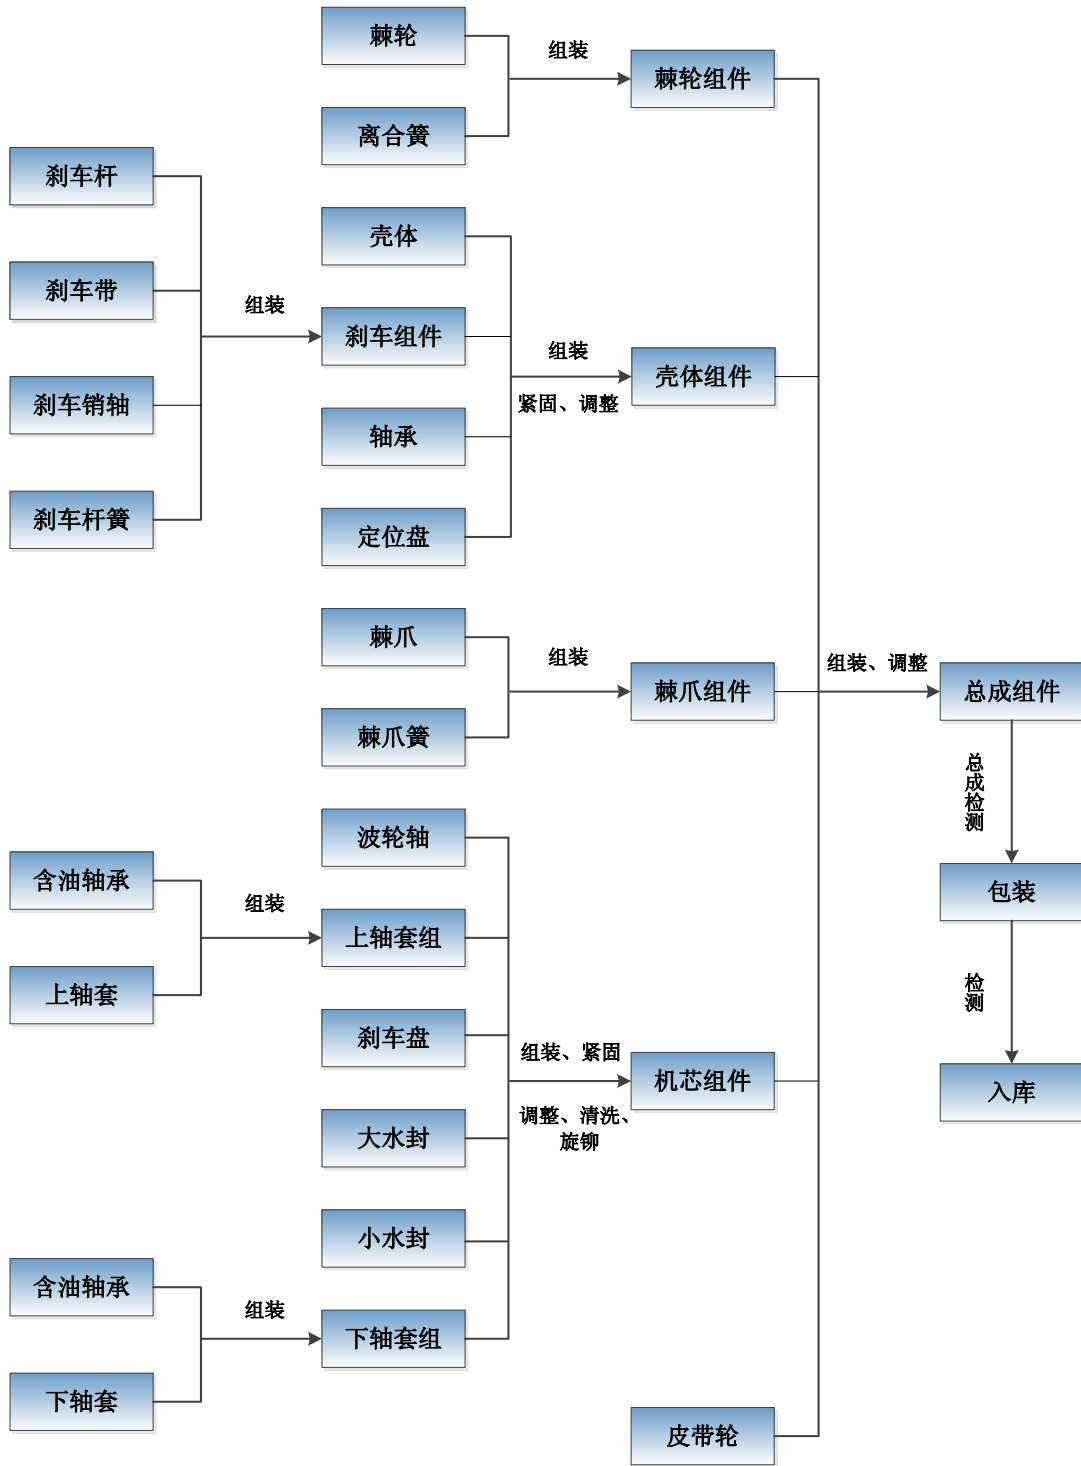 棘轮
组装
棘轮组件
离合簧
刹车杆
壳体
刹车带
组装
刹车组件
组装
壳体组件
紧固、调整
刹车销轴
轴承
刹车杆簧
定位盘
棘爪
组装
棘爪组件
组装、调整
总成组件
棘爪簧
总成检测
波轮轴
含油轴承
组装
上轴套组
包装
上轴套
检测
刹车盘
组装、紧固
机芯组件
调整、清洗、
旋铆
入库
大水封
小水封
含油轴承
组装
下轴套组
下轴套
皮带轮